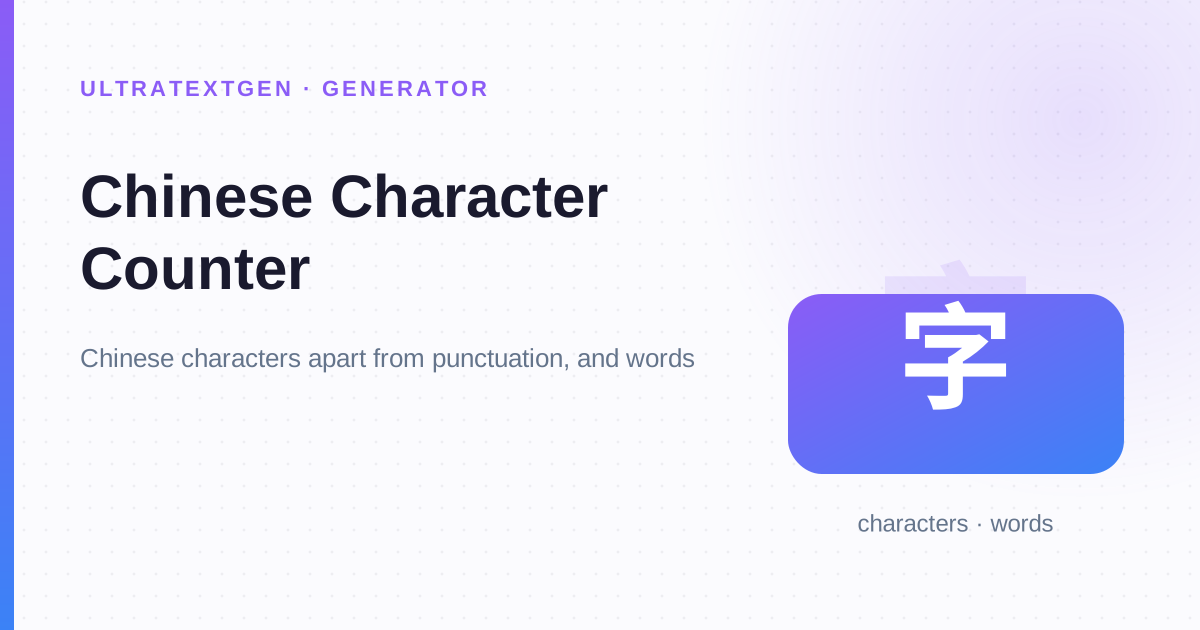 ULTRATEXTGEN · GENERATOR
Chinese Character
Counter
Chinese characters apart from punctuation, and words
字
characters · words